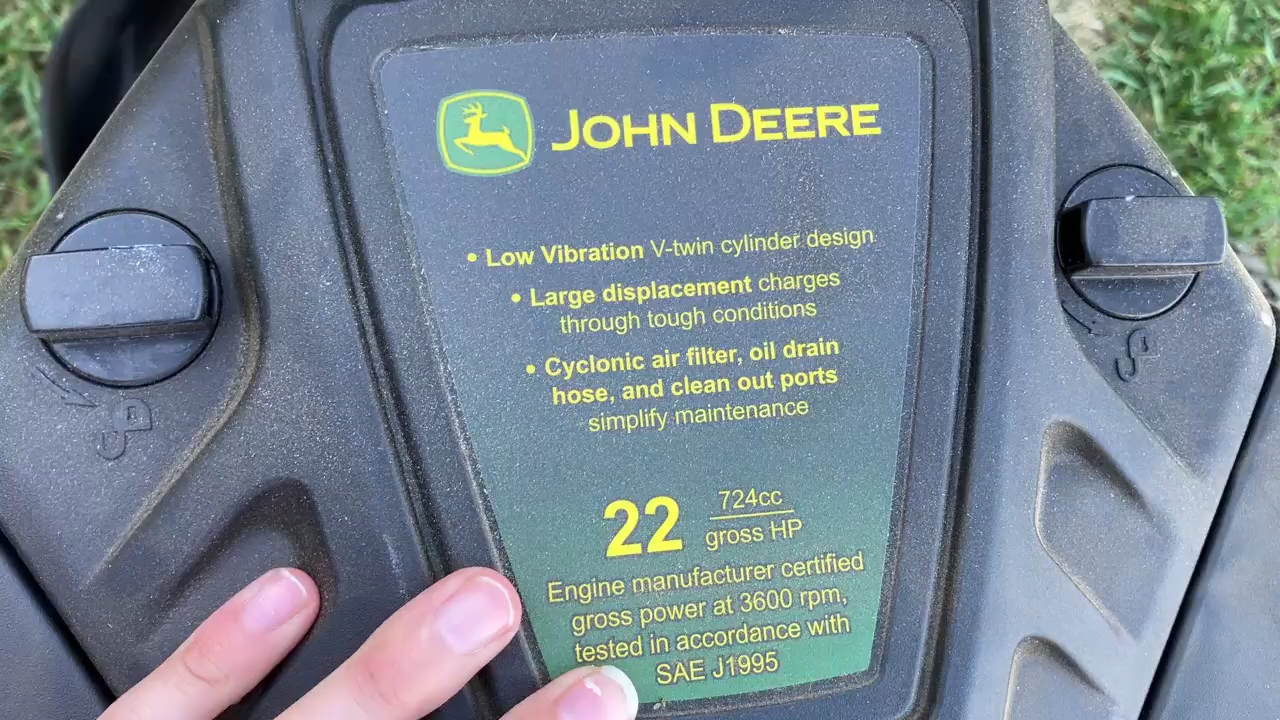 JOHN DEERE
• Low Vibration V-twin cylinder design
• Large displacement charges
through tough conditions
• Cyclonic air filter, oil drain
hose, and clean out ports
simplify maintenance
22 724cc
gross HP
Engine manufacturer certified
gross power at 3600 rpm,
tested in accordance with
SAE J1995